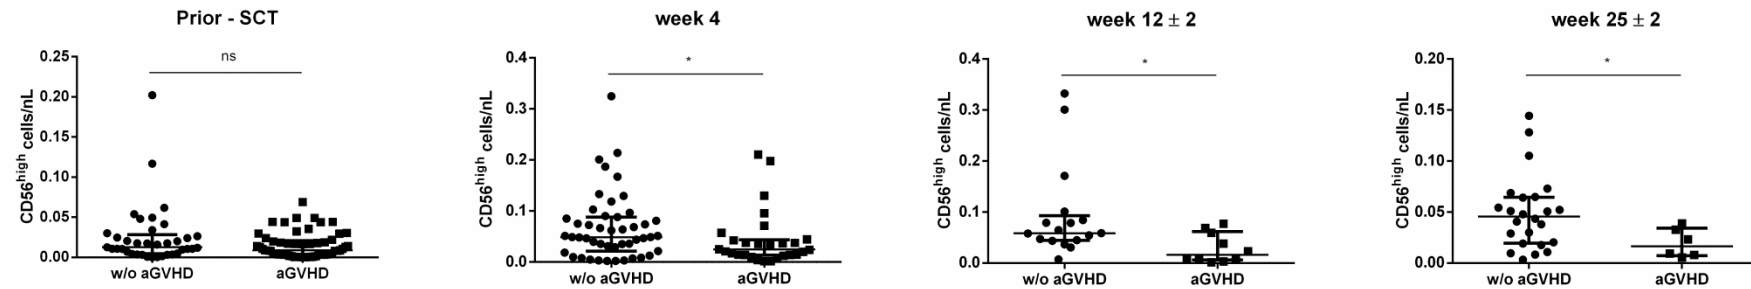 Prior - SCT
ns
CD56high cells/nL
0.25
0.20
0.15
0.10
0.05
0.00
w/o aGVHD
aGVHD
week 4
*
CD56high cells/nL
0.4
0.3
0.2
0.1
0.0
w/o aGVHD
aGVHD
week 12 ± 2
*
CD56high cells/nL
0.4
0.3
0.2
0.1
0.0
w/o aGVHD
aGVHD
week 25 ± 2
*
CD56high cells/nL
0.20
0.15
0.10
0.05
0.00
w/o aGVHD
aGVHD